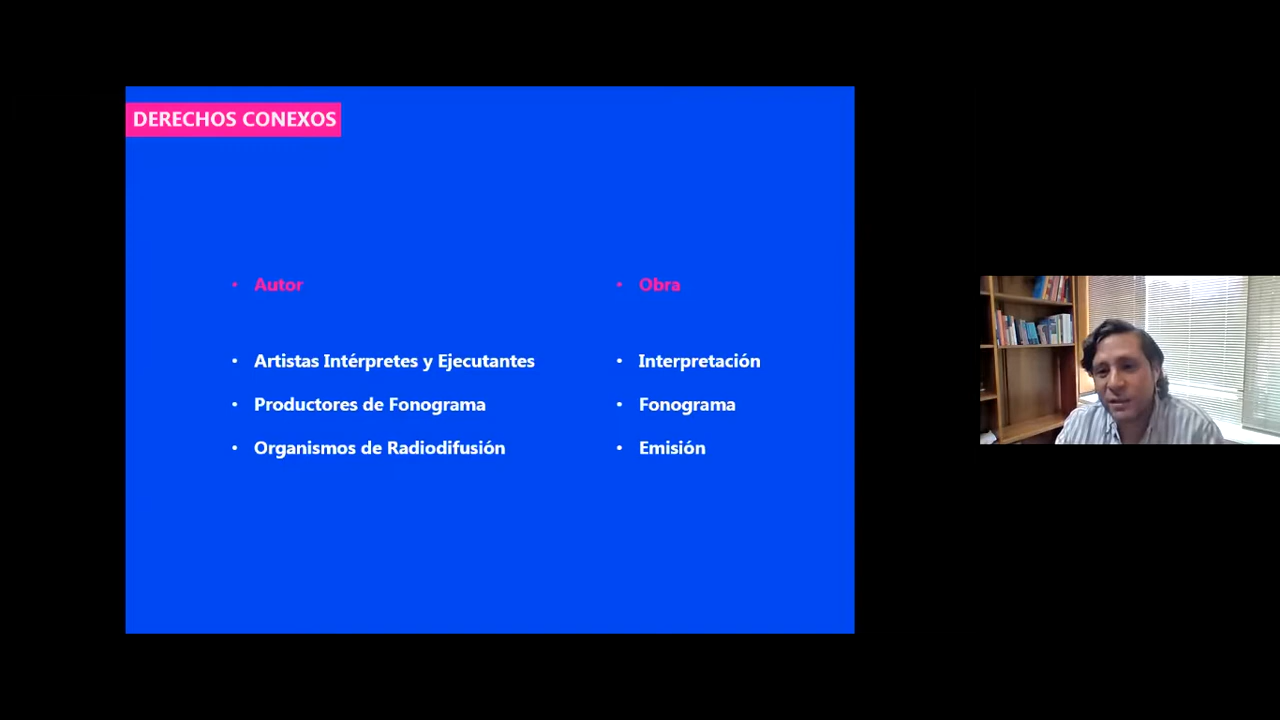 DERECHOS CONEXOS
• Autor
• Obra
• Artistas Intérpretes y Ejecutantes
• Interpretación
• Productores de Fonograma
• Fonograma
• Organismos de Radiodifusión
• Emisión